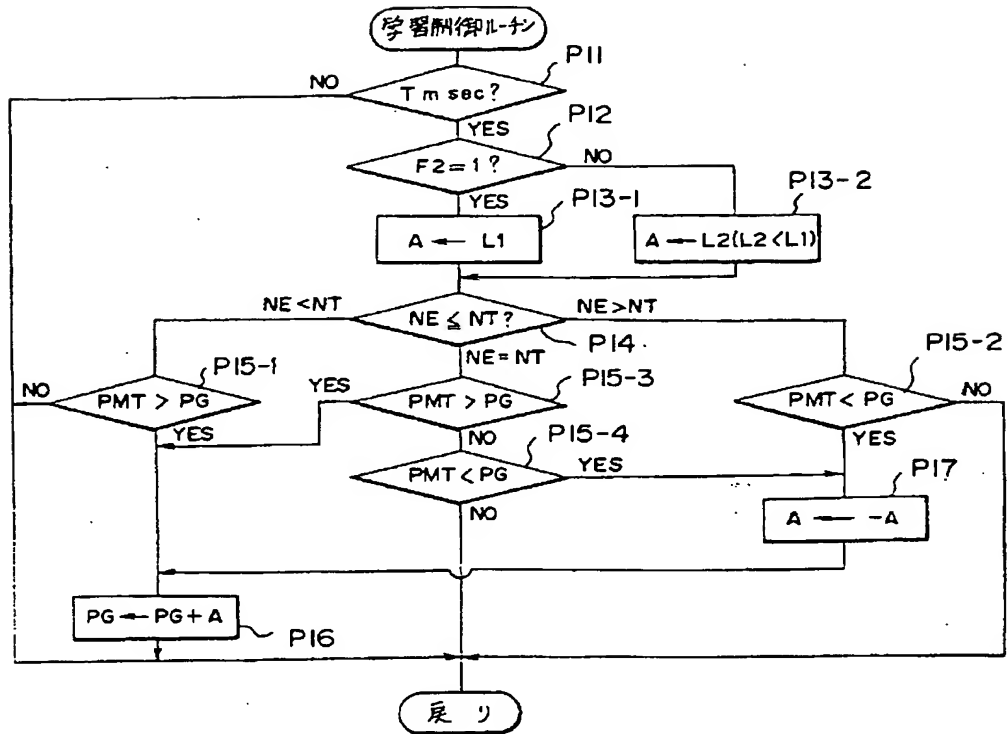 学習制御ルーチン
P11
NO
T m sec?
YES
P12
F2=1?
NO
YES
P13-1
P13-2
A ← L1
A ← L2(L2<L1)
NE<NT
NE≦NT?
NE>NT
P14
NE=NT
P15-1
P15-2
NO
PMT > PG
YES
YES
PMT > PG
P15-3
NO
PMT < PG
NO
YES
P15-4
PMT < PG
YES
NO
P17
A ← -A
PG ← PG + A
P16
戻り